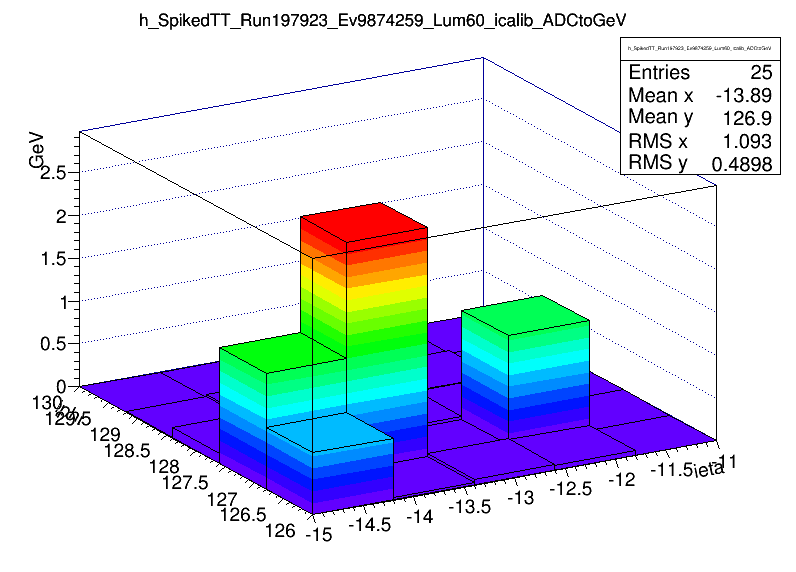 h_SpikedTT_Run197923_Ev9874259_Lum60_icalib_ADCtoGeV
h_SpikedTT_Run197923_Ev9874259_Lum60_icalib_ADCtoGeV
Entries 25
Mean x -13.89
Mean y 126.9
RMS x 1.093
RMS y 0.4898
GeV
2.5
2
1.5
1
0.5
0
130
129.5
129
128.5
128
127.5
127
126.5
126
-15
-14.5
-14
-13.5
-13
-12.5
-12
-11.5
-11
ieta